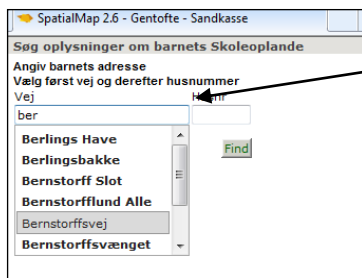 SpatialMap 2.6 - Gentofte - Sandkasse
Søg oplysninger om barnets Skoleoplande
Angiv barnets adresse
Vælg først vej og derefter husnummer
Vej
ber
Find
Berlings Have
Berlingsbakke
Bernstorff Slot
Bernstorfflund Alle
Bernstorffsvej
Bernstorffsvænget